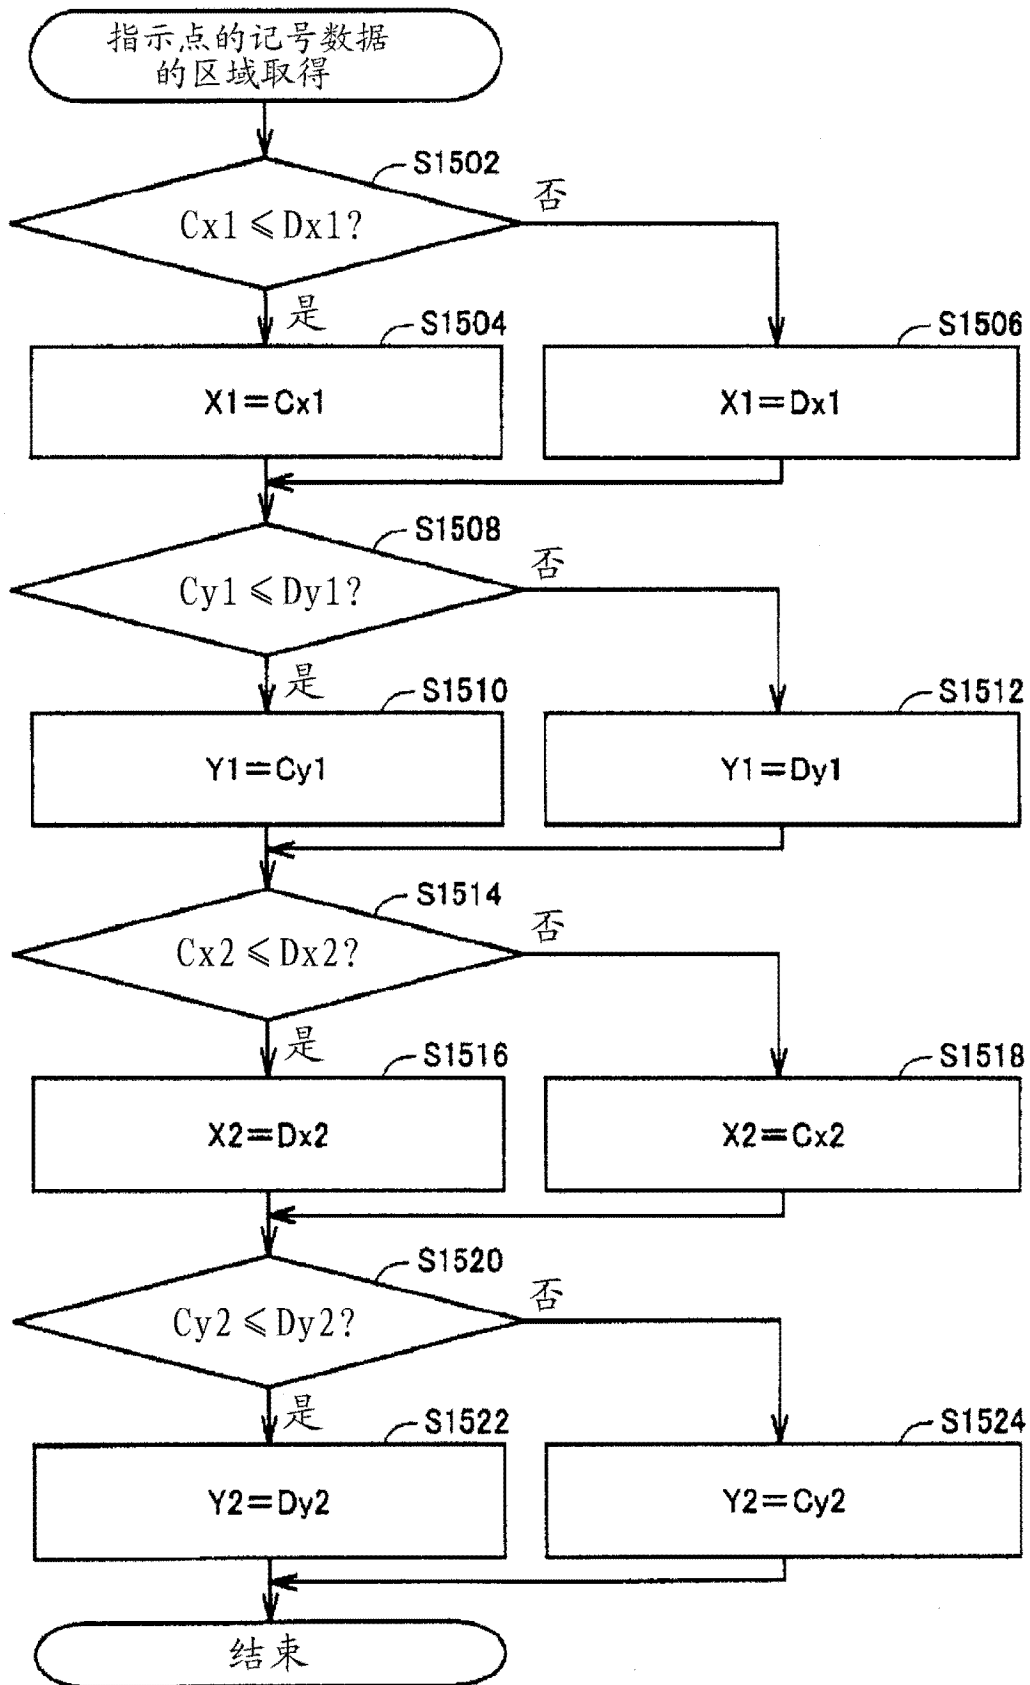 指示点的记号数据
的区域取得
S1502
Cx1≤Dx1?
否
是
S1504
X1=Cx1
S1506
X1=Dx1
S1508
Cy1≤Dy1?
否
是
S1510
Y1=Cy1
S1512
Y1=Dy1
S1514
Cx2≤Dx2?
否
是
S1516
X2=Dx2
S1518
X2=Cx2
S1520
Cy2≤Dy2?
否
是
S1522
Y2=Dy2
S1524
Y2=Cy2
结束